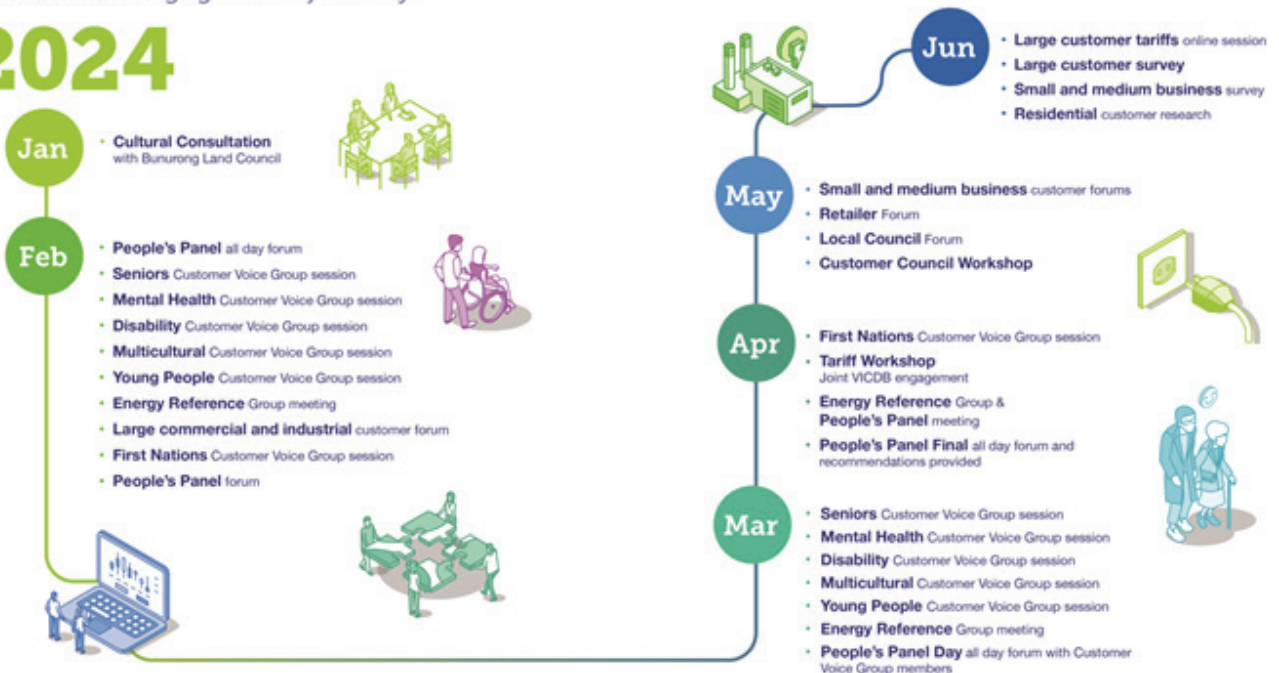 2024
Jan
• Cultural Consultation
with Bunurong Land Council
Feb
• People's Panel all day forum
• Seniors Customer Voice Group session
• Mental Health Customer Voice Group session
• Disability Customer Voice Group session
• Multicultural Customer Voice Group session
• Young People Customer Voice Group session
• Energy Reference Group meeting
• Large commercial and industrial customer forum
• First Nations Customer Voice Group session
• People's Panel forum
Mar
• Seniors Customer Voice Group session
• Mental Health Customer Voice Group session
• Disability Customer Voice Group session
• Multicultural Customer Voice Group session
• Young People Customer Voice Group session
• Energy Reference Group meeting
• People's Panel Day all day forum with Customer
Voice Group members
Apr
• First Nations Customer Voice Group session
• Tariff Workshop
Joint VICDB engagement
• Energy Reference Group &
People's Panel meeting
• People's Panel Final all day forum and
recommendations provided
May
• Small and medium business customer forums
• Retailer Forum
• Local Council Forum
• Customer Council Workshop
Jun
• Large customer tariffs online session
• Large customer survey
• Small and medium business survey
• Residential customer research